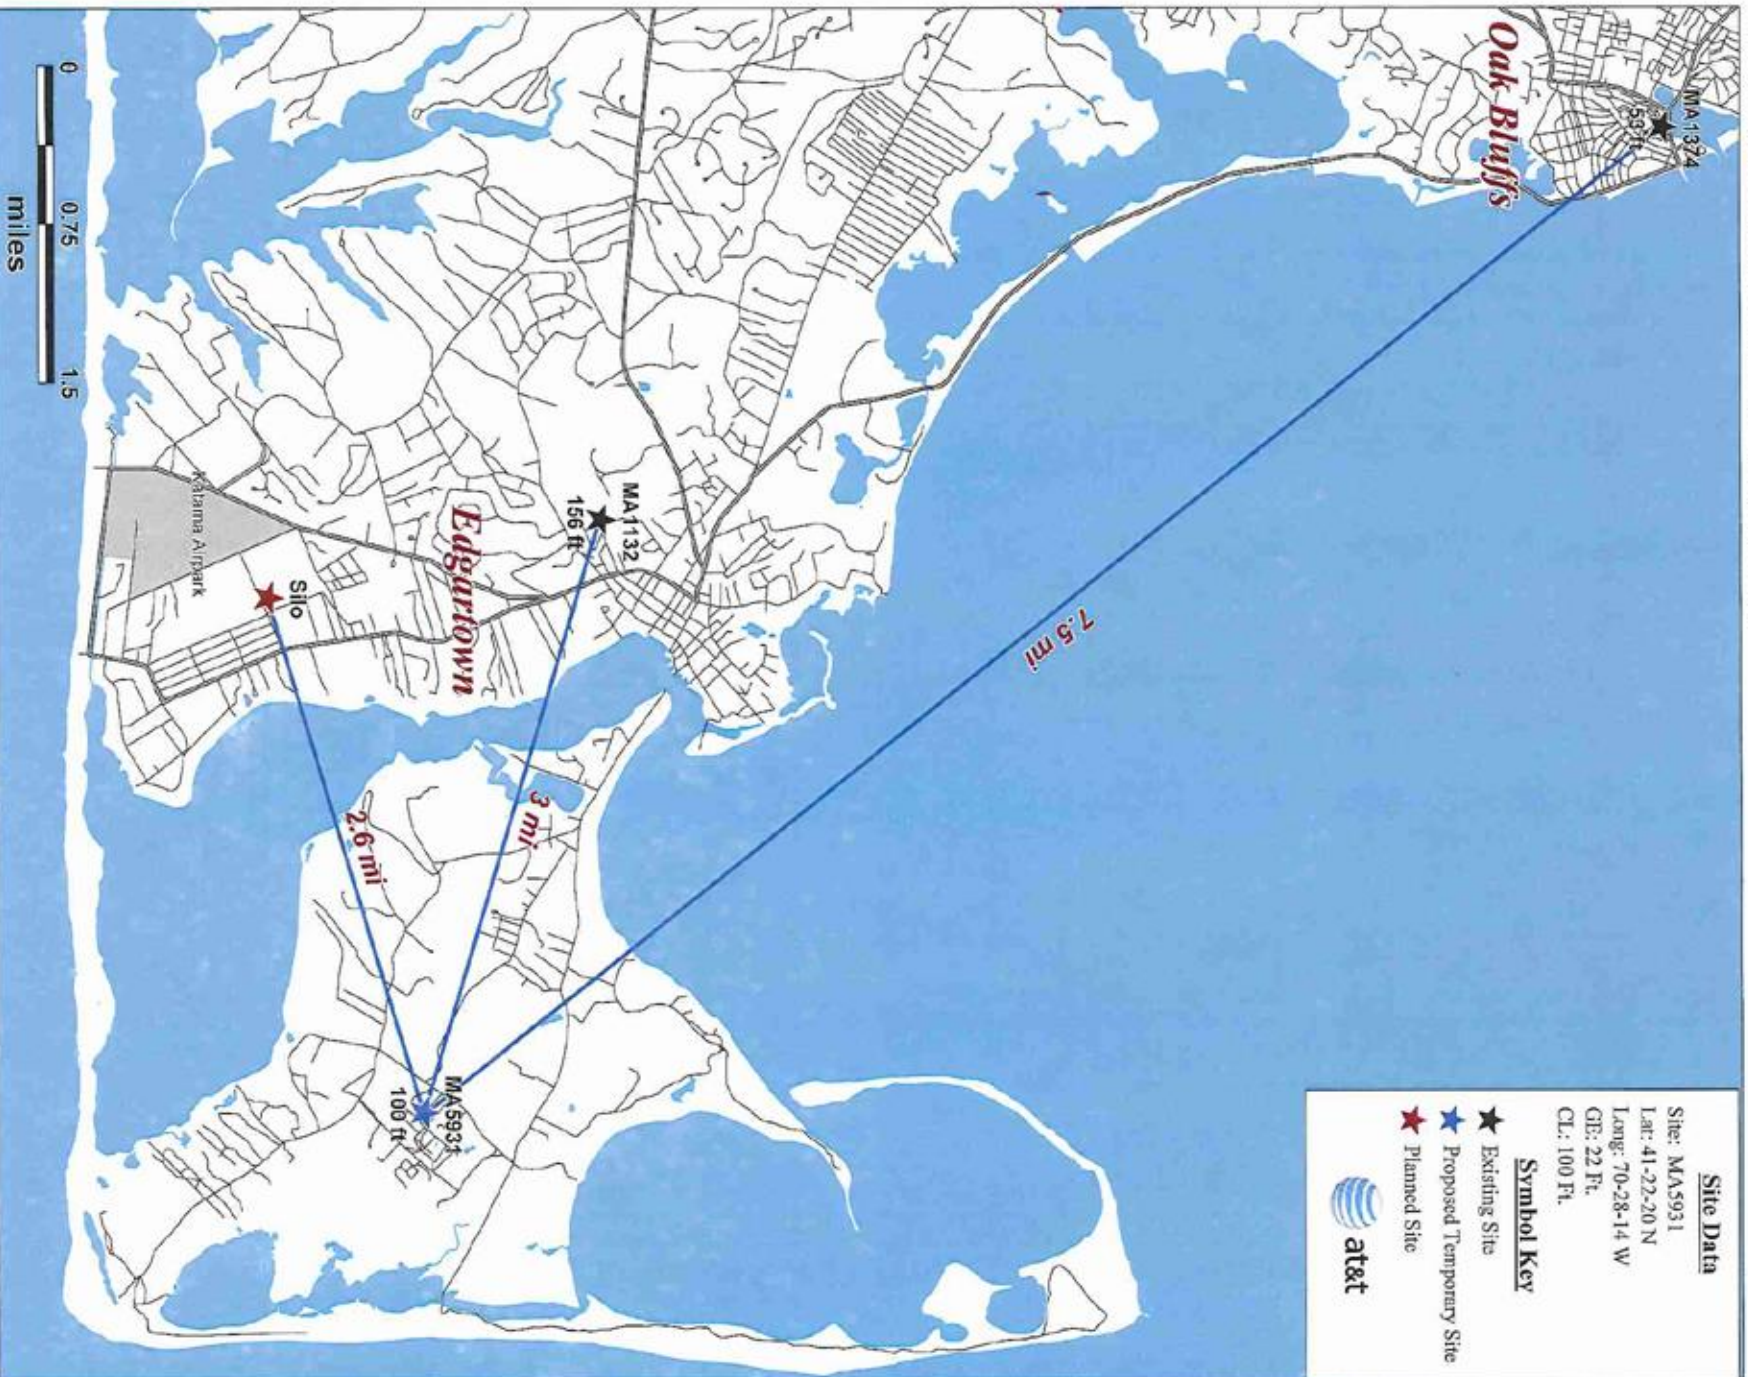 Site Data
Site: MA5931
Lat: 41-22-20 N
Long: 70-28-14 W
GE: 22 Ft.
CL: 100 Ft.
Symbol Key
Existing Site
Proposed Temporary Site
Planned Site
at&t
MA1374
53 ft
Oak Bluffs
7.5 mi
MA1132
156 ft
Edgartown
3 mi
MA5931
100 ft
2.6 mi
Silo
Katama Airpark
0 0.75 1.5
miles